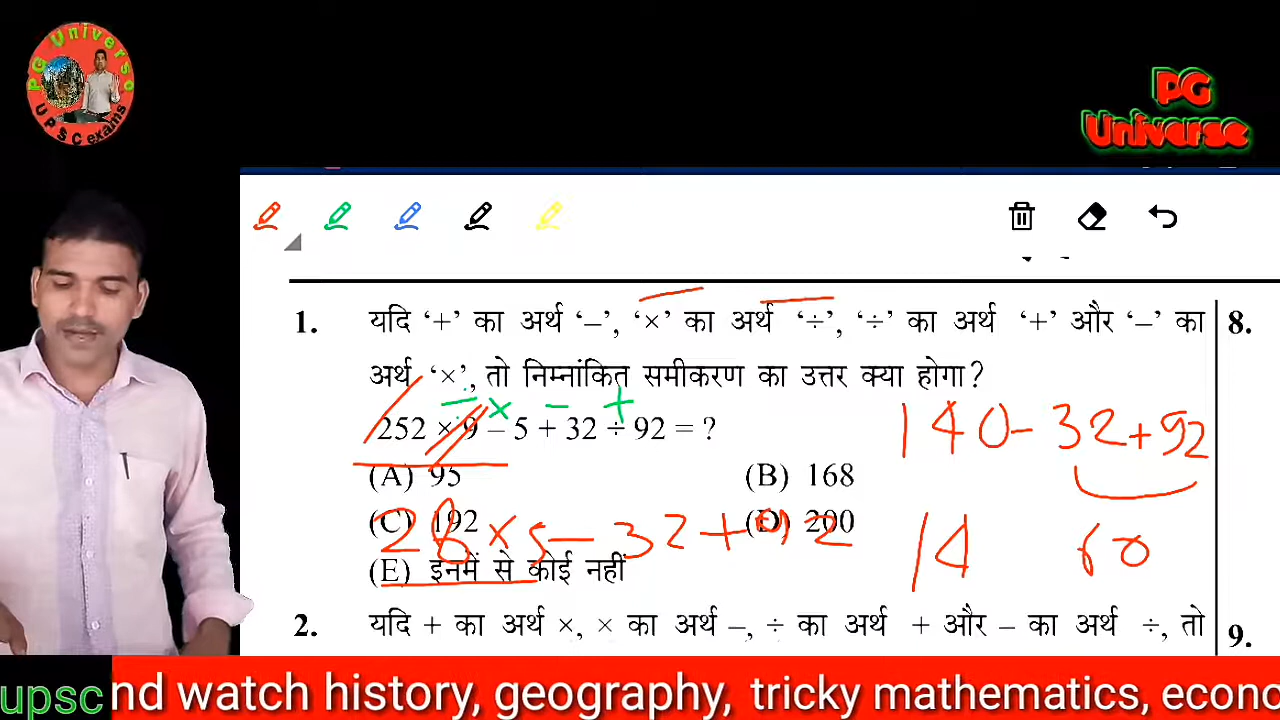 PG Universe
UPSC exams
PG
Universe
1. यदि ‘+’ का अर्थ ‘–’, ‘×’ का अर्थ ‘÷’, ‘÷’ का अर्थ ‘+’ और ‘–’ का
अर्थ ‘×’, तो निम्नांकित समीकरण का उत्तर क्या होगा?
÷ × – +
252 × 9 – 5 + 32 ÷ 92 = ?
140 – 32 + 92
(A) 95 (B) 168
(C) 192 (D) 200
28 × 5 – 32 + 92
14 60
(E) इनमें से कोई नहीं
2. यदि + का अर्थ ×, × का अर्थ –, ÷ का अर्थ + और – का अर्थ ÷, तो
8.
9.
upsc
nd watch history, geography, tricky mathematics, econo